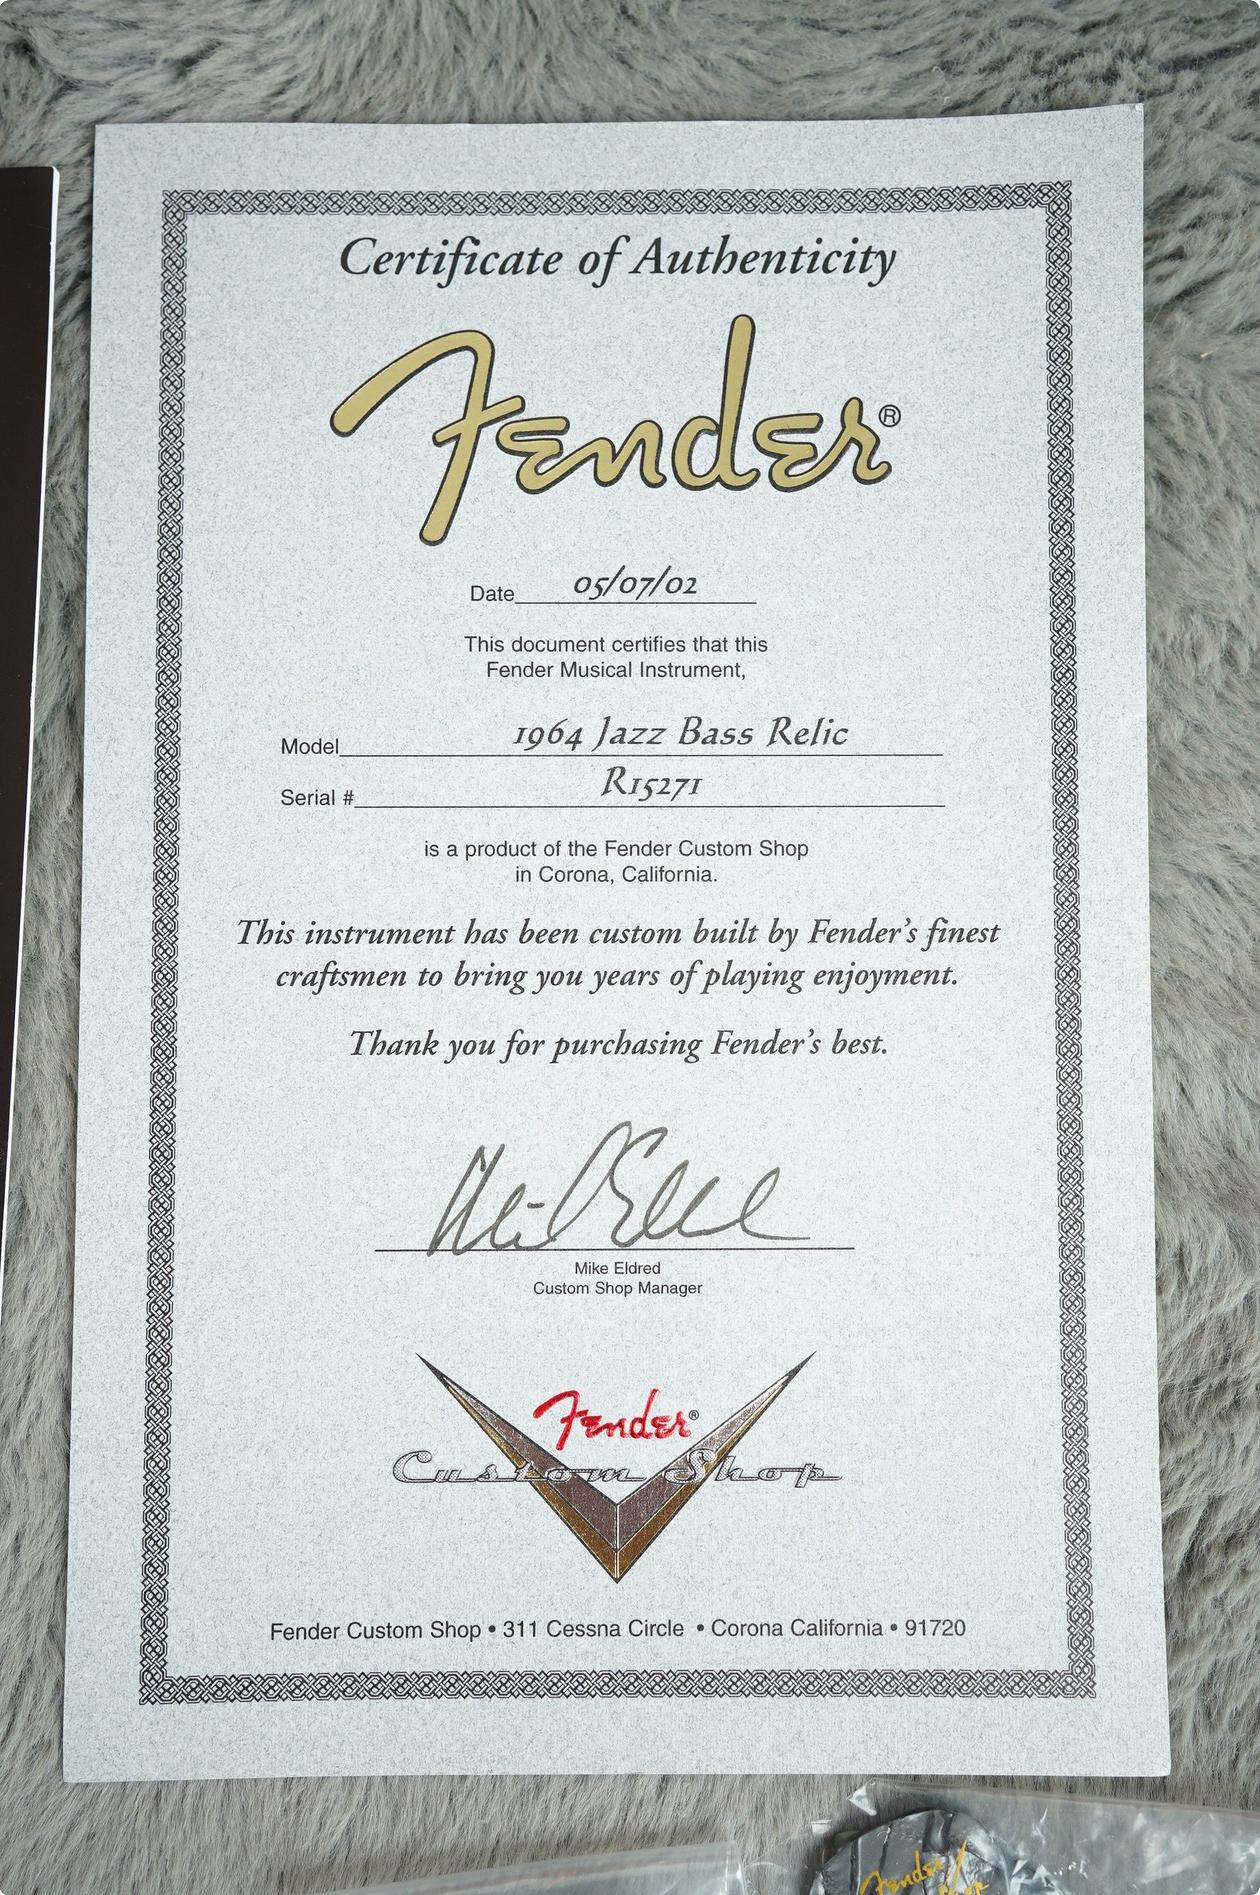 Certificate of Authenticity
Fender®
Date 05/07/02
This document certifies that this
Fender Musical Instrument,
Model 1964 Jazz Bass Relic
Serial # R15271
is a product of the Fender Custom Shop
in Corona, California.
This instrument has been custom built by Fender's finest
craftsmen to bring you years of playing enjoyment.
Thank you for purchasing Fender's best.
Mike Eldred
Mike Eldred
Custom Shop Manager
Fender®
Custom Shop
Fender Custom Shop • 311 Cessna Circle • Corona California • 91720
Fender